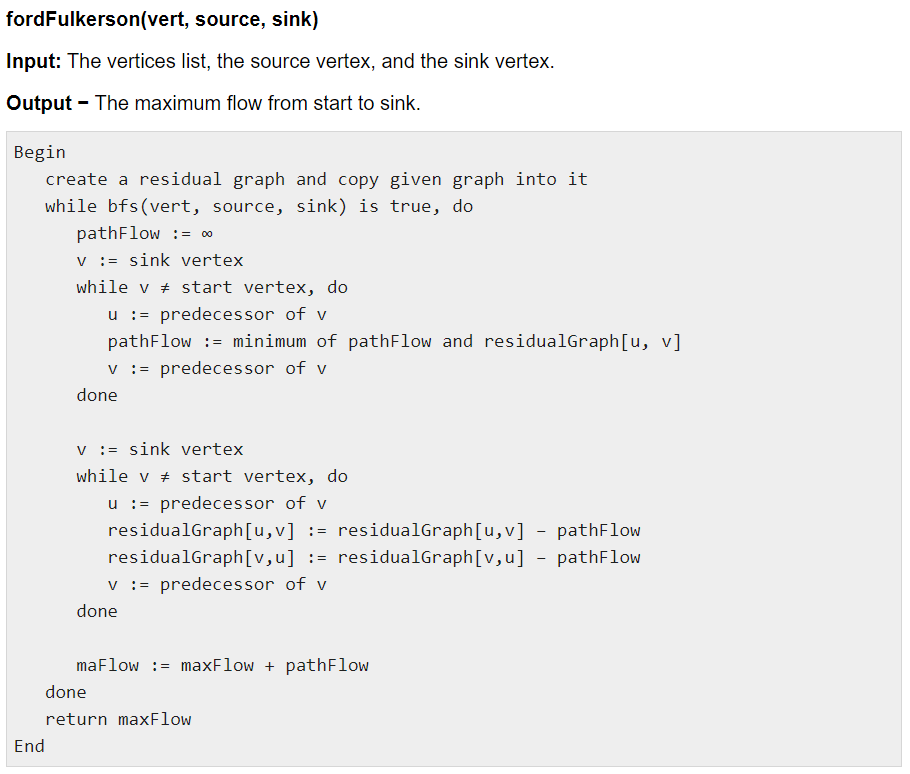 fordFulkerson(vert, source, sink)
Input: The vertices list, the source vertex, and the sink vertex.
Output − The maximum flow from start to sink.
Begin
   create a residual graph and copy given graph into it
   while bfs(vert, source, sink) is true, do
      pathFlow := ∞
      v := sink vertex
      while v ≠ start vertex, do
         u := predecessor of v
         pathFlow := minimum of pathFlow and residualGraph[u, v]
         v := predecessor of v
      done
      v := sink vertex
      while v ≠ start vertex, do
         u := predecessor of v
         residualGraph[u,v] := residualGraph[u,v] – pathFlow
         residualGraph[v,u] := residualGraph[v,u] – pathFlow
         v := predecessor of v
      done
      maFlow := maxFlow + pathFlow
   done
   return maxFlow
End